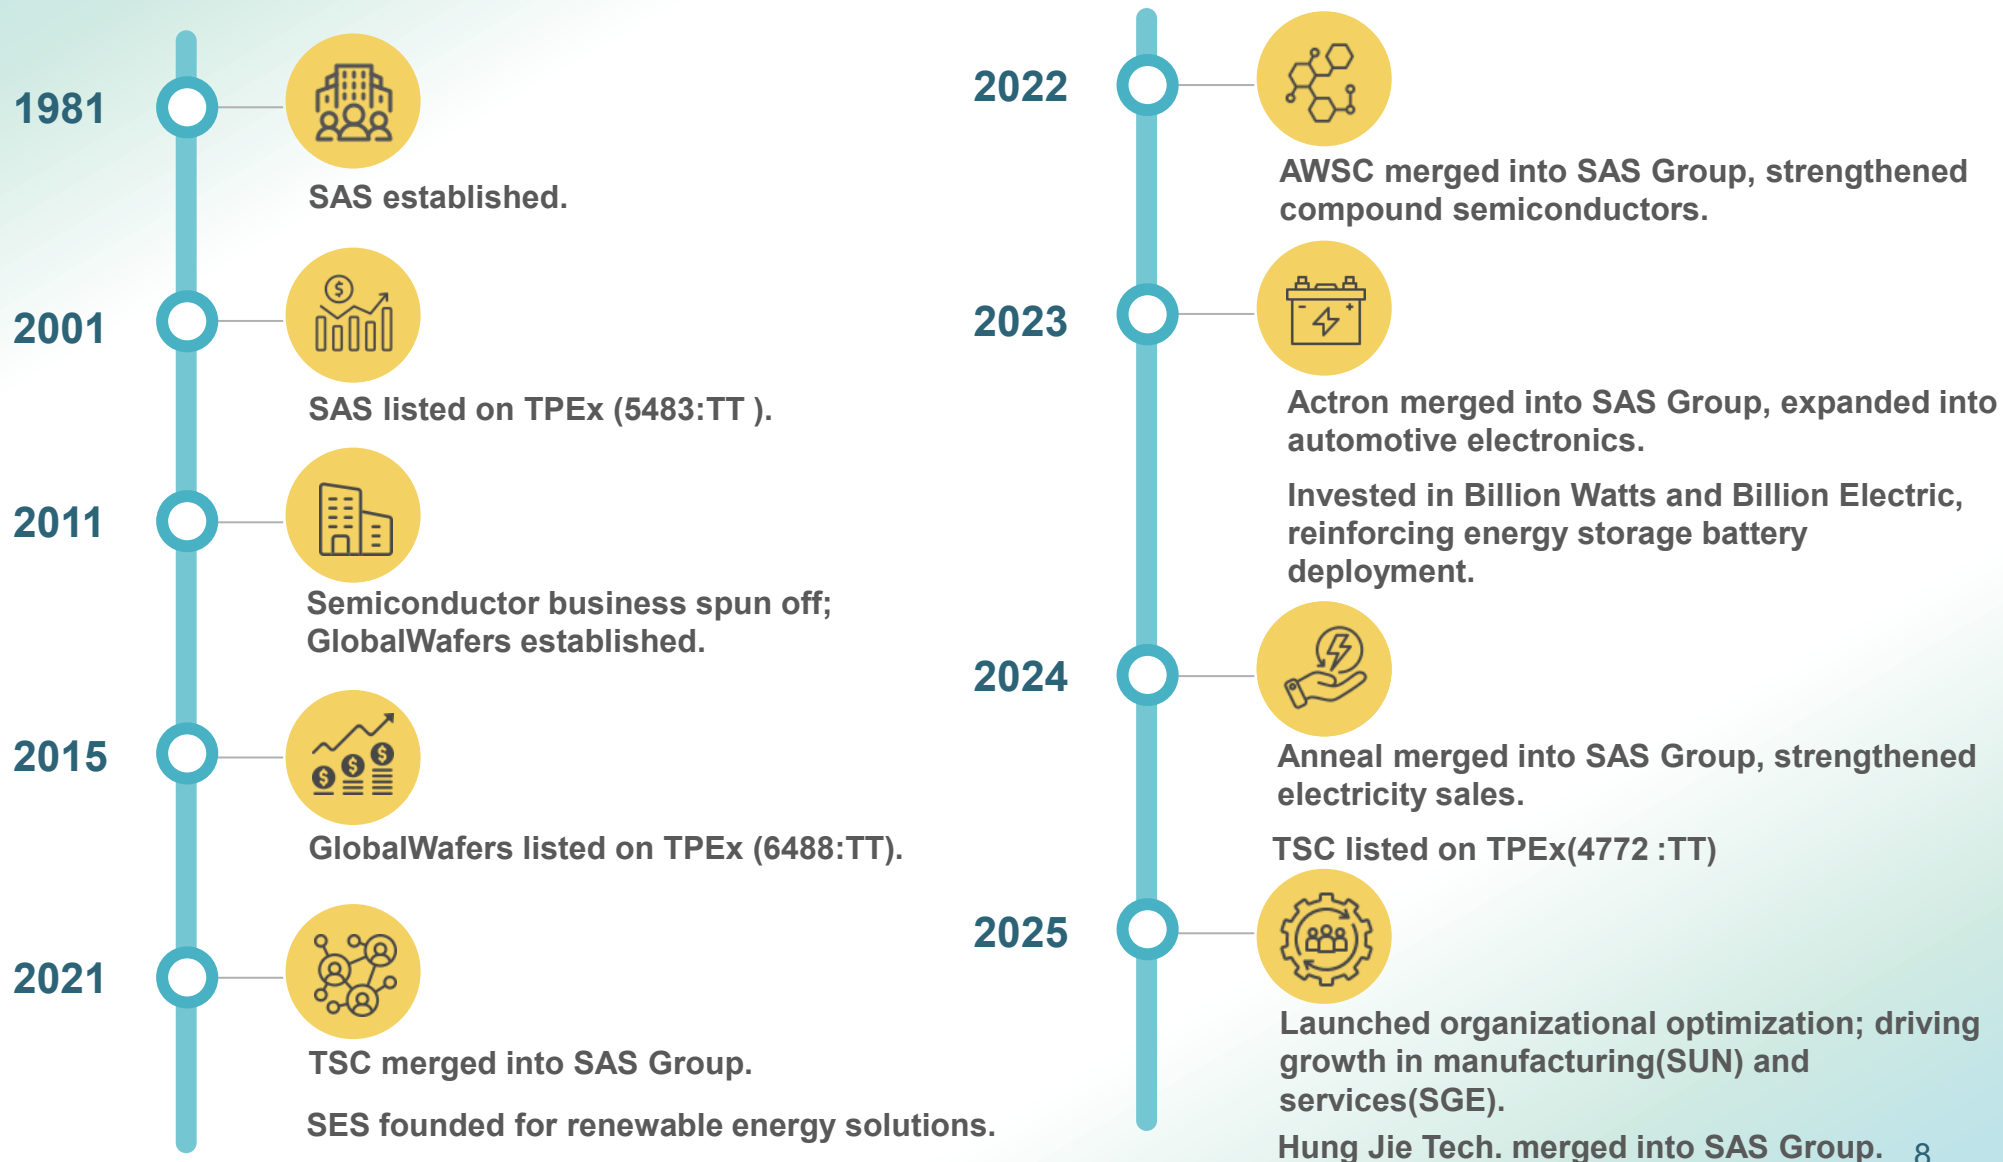 1981
SAS established.
2001
SAS listed on TPEx (5483:TT ).
2011
Semiconductor business spun off;
GlobalWafers established.
2015
GlobalWafers listed on TPEx (6488:TT).
2021
TSC merged into SAS Group.
SES founded for renewable energy solutions.
2022
AWSC merged into SAS Group, strengthened
compound semiconductors.
2023
Actron merged into SAS Group, expanded into
automotive electronics.
Invested in Billion Watts and Billion Electric,
reinforcing energy storage battery
deployment.
2024
Anneal merged into SAS Group, strengthened
electricity sales.
TSC listed on TPEx(4772 :TT)
2025
Launched organizational optimization; driving
growth in manufacturing(SUN) and
services(SGE).
Hung Jie Tech. merged into SAS Group.
8